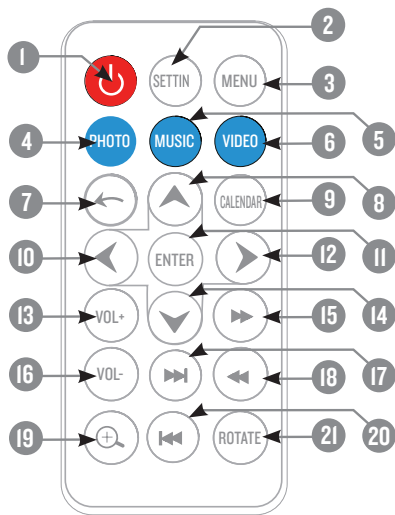 2
1 SETTIN MENU 3
4 PHOTO MUSIC VIDEO 6 5
7 CALENDAR 9 8
10 ENTER 12 11
13 VOL+ 15 14
16 VOL- 18 17
19 ROTATE 21 20